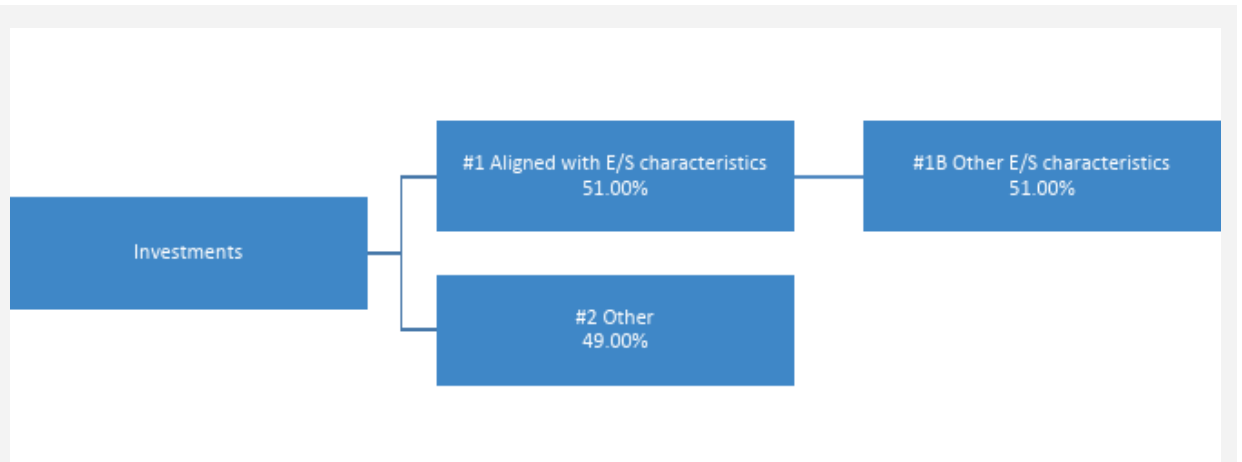 #1 Aligned with E/S characteristics
51.00%
#1B Other E/S characteristics
51.00%
Investments
#2 Other
49.00%